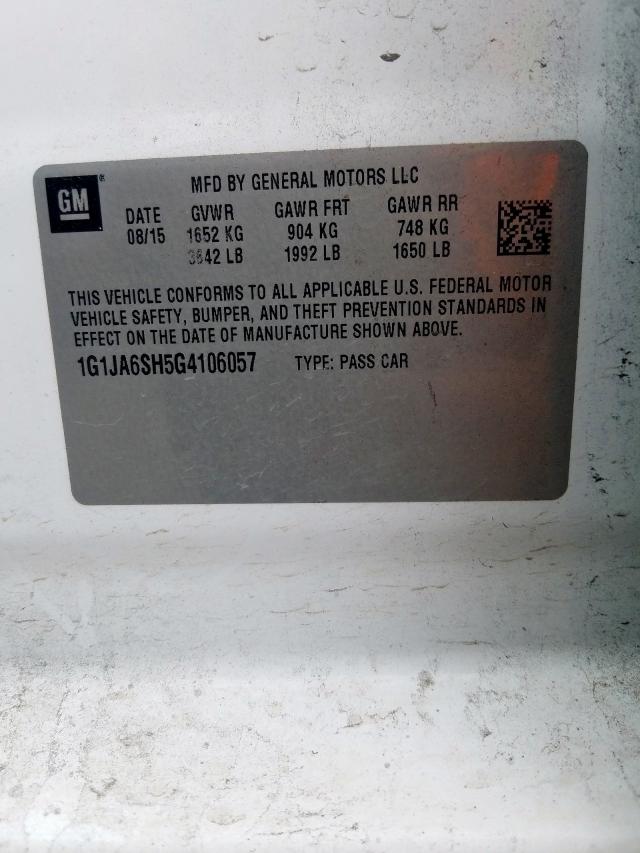 GM®
MFD BY GENERAL MOTORS LLC
DATE GVWR GAWR FRT GAWR RR
08/15 1652 KG 904 KG 748 KG
3642 LB 1992 LB 1650 LB
THIS VEHICLE CONFORMS TO ALL APPLICABLE U.S. FEDERAL MOTOR
VEHICLE SAFETY, BUMPER, AND THEFT PREVENTION STANDARDS IN
EFFECT ON THE DATE OF MANUFACTURE SHOWN ABOVE.
1G1JA6SH5G4106057 TYPE: PASS CAR